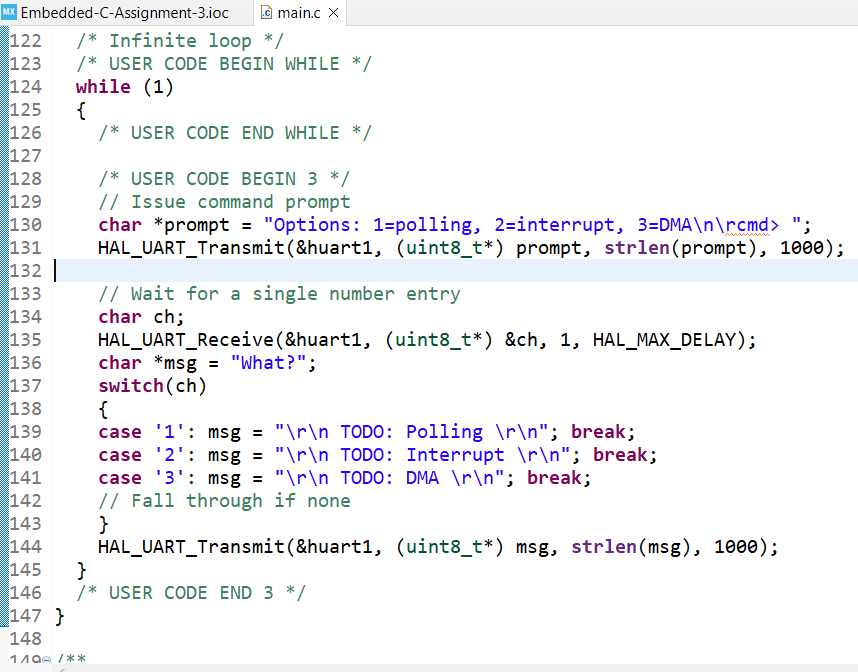 MX Embedded-C-Assignment-3.ioc .c main.c
122 /* Infinite loop */
123 /* USER CODE BEGIN WHILE */
124 while (1)
125 {
126 /* USER CODE END WHILE */
127
128 /* USER CODE BEGIN 3 */
129 // Issue command prompt
130 char *prompt = "Options: 1=polling, 2=interrupt, 3=DMA\n\rcmd> ";
131 HAL_UART_Transmit(&huart1, (uint8_t*) prompt, strlen(prompt), 1000);
132
133 // Wait for a single number entry
134 char ch;
135 HAL_UART_Receive(&huart1, (uint8_t*) &ch, 1, HAL_MAX_DELAY);
136 char *msg = "What?";
137 switch(ch)
138 {
139 case '1': msg = "\r\n TODO: Polling \r\n"; break;
140 case '2': msg = "\r\n TODO: Interrupt \r\n"; break;
141 case '3': msg = "\r\n TODO: DMA \r\n"; break;
142 // Fall through if none
143 }
144 HAL_UART_Transmit(&huart1, (uint8_t*) msg, strlen(msg), 1000);
145 }
146 /* USER CODE END 3 */
147 }
148
149 /**